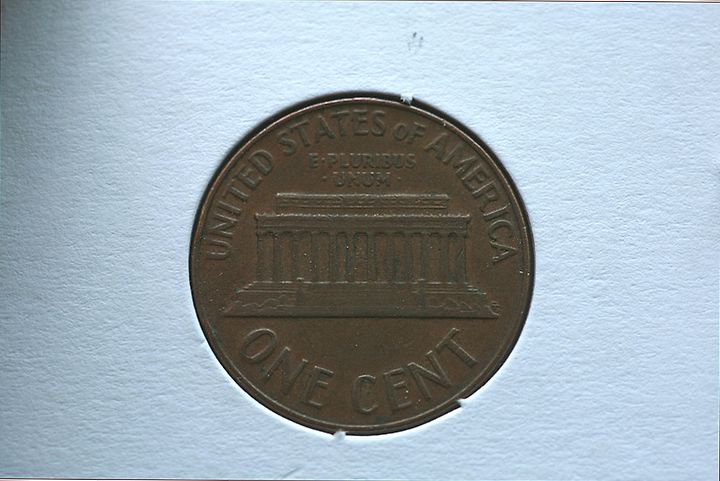 UNITED STATES OF AMERICA
E·PLURIBUS
·UNUM·
ONE CENT